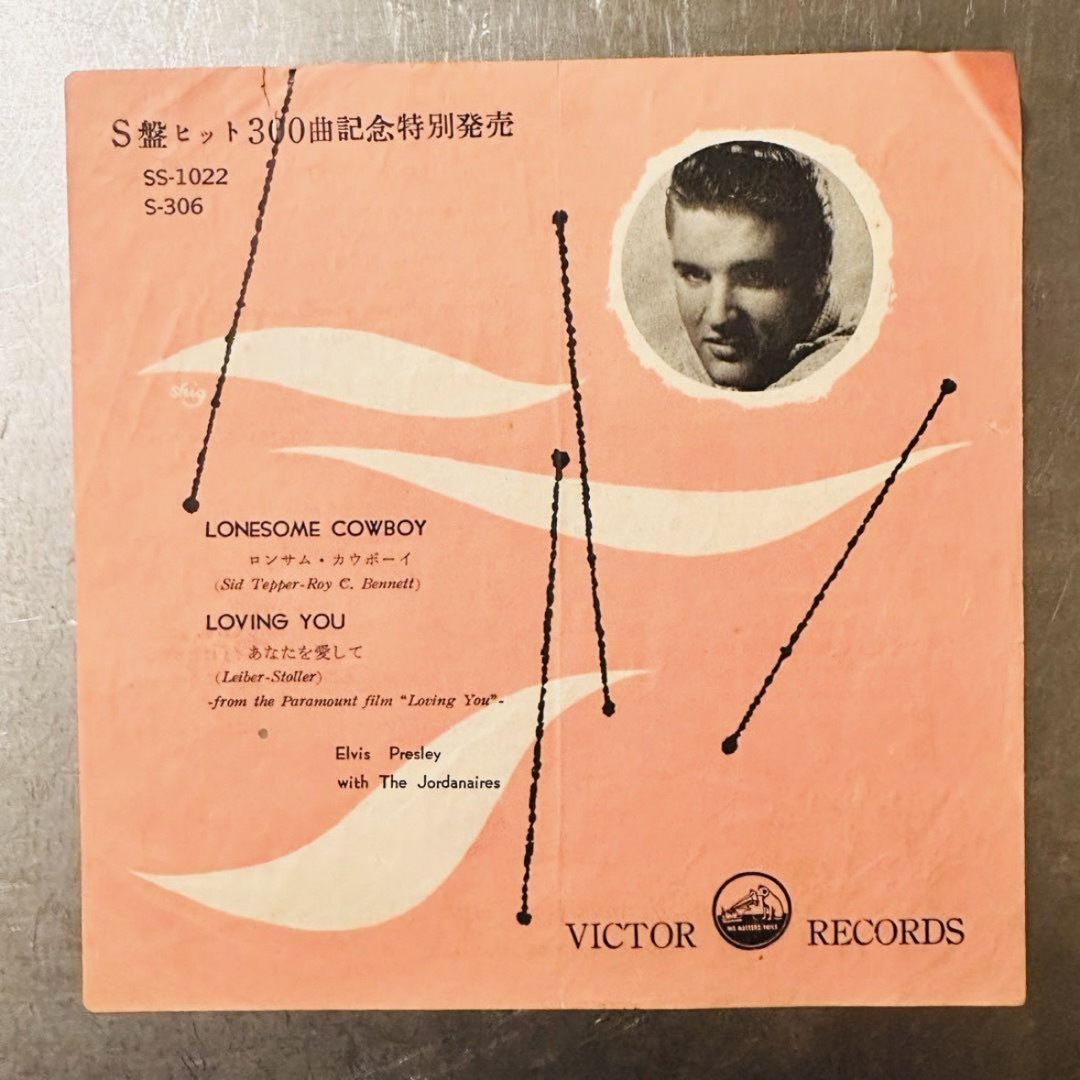 S盤ヒット300曲記念特別発売
SS-1022
S-306
shig
LONESOME COWBOY
ロンサム・カウボーイ
(Sid Tepper-Roy C. Bennett)
LOVING YOU
あなたを愛して
(Leiber-Stoller)
-from the Paramount film “Loving You”-
Elvis Presley
with The Jordanaires
VICTOR RECORDS
HIS MASTERS VOICE